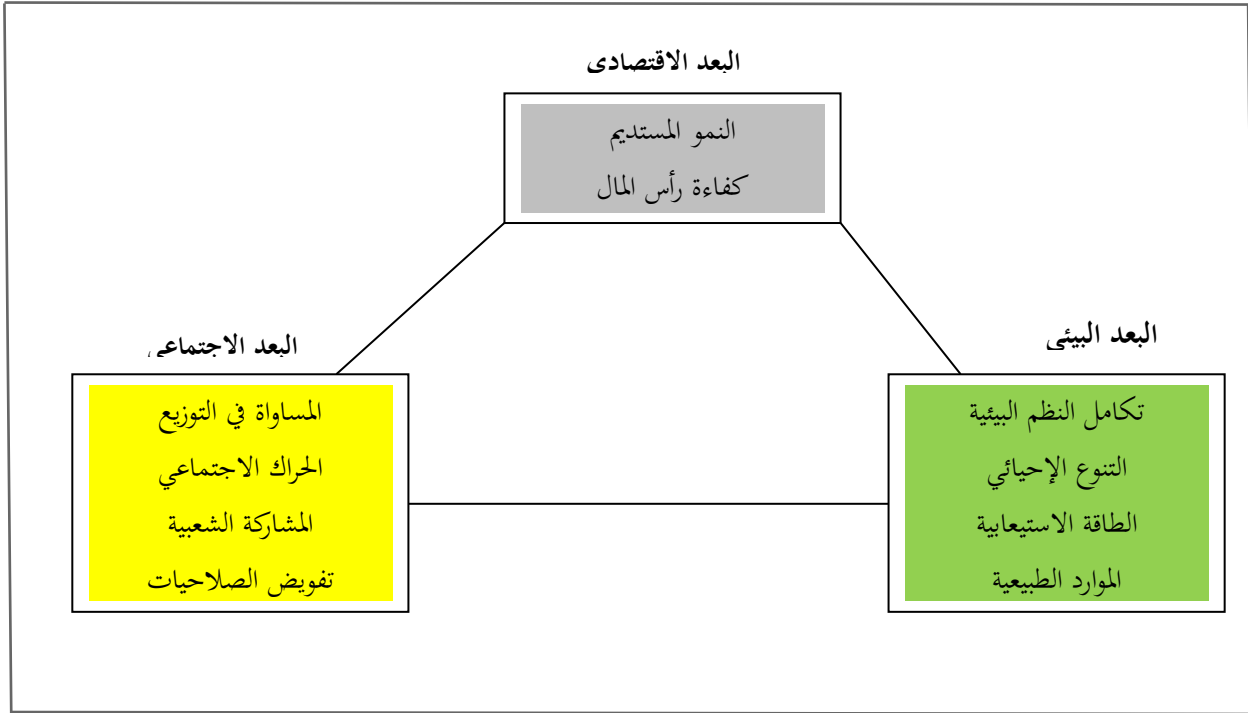 البعد الاقتصادى
النمو المستديم
كفاءة رأس المال
البعد البيئى
تكامل النظم البيئية
التنوع الإحيائي
الطاقة الاستيعابية
الموارد الطبيعية
البعد الاجتماعى
المساواة في التوزيع
الحراك الاجتماعي
المشاركة الشعبية
تفويض الصلاحيات